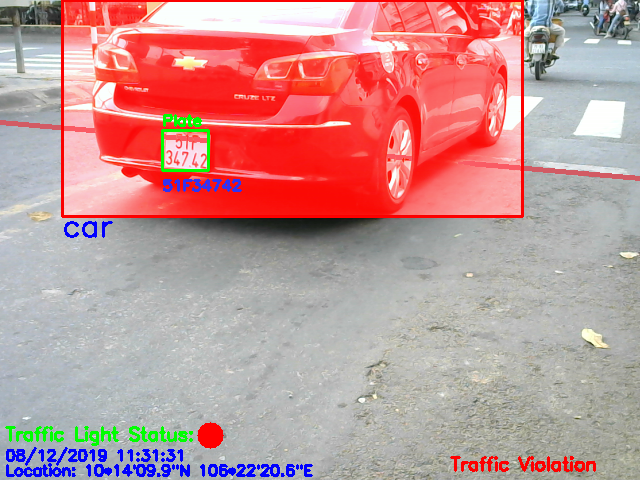 CHEVROLET
CRUZE LTZ
Plate
51F
347.42
51F34742
car
Traffic Light Status:
08/12/2019 11:31:31
Location: 10*14'09.9"N 106*22'20.6"E
Traffic Violation